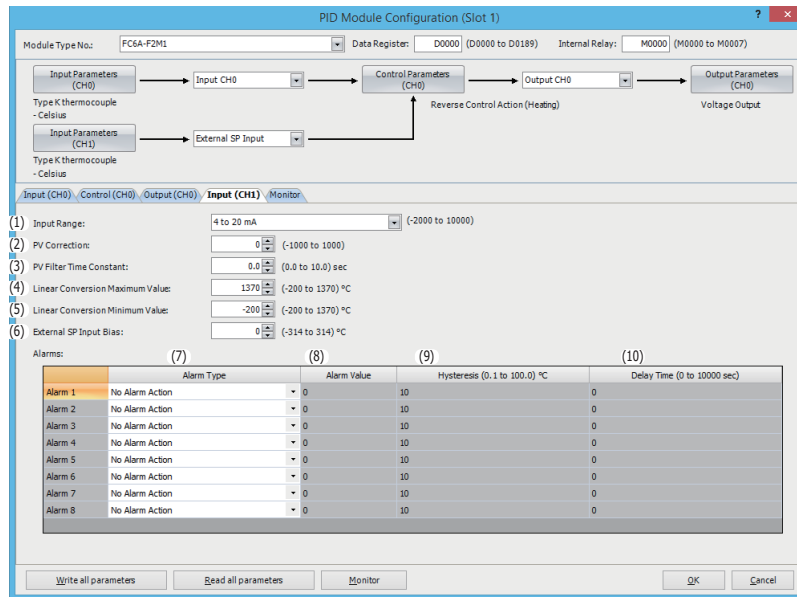 PID Module Configuration (Slot 1)
? ×
Module Type No.: FC6A-F2M1 Data Register: D0000 (D0000 to D0189) Internal Relay: M0000 (M0000 to M0007)
Input Parameters (CH0) Input CH0 Control Parameters (CH0) Output CH0 Output Parameters (CH0)
Type K thermocouple
- Celsius
Reverse Control Action (Heating)
Voltage Output
Input Parameters (CH1) External SP Input
Type K thermocouple
- Celsius
Input (CH0) Control (CH0) Output (CH0) Input (CH1) Monitor
(1) Input Range: 4 to 20 mA (-2000 to 10000)
(2) PV Correction: 0 (-1000 to 1000)
(3) PV Filter Time Constant: 0.0 (0.0 to 10.0) sec
(4) Linear Conversion Maximum Value: 1370 (-200 to 1370) °C
(5) Linear Conversion Minimum Value: -200 (-200 to 1370) °C
(6) External SP Input Bias: 0 (-314 to 314) °C
Alarms:
(7) (8) (9) (10)
Alarm Type Alarm Value Hysteresis (0.1 to 100.0) °C Delay Time (0 to 10000 sec)
Alarm 1 No Alarm Action 0 10 0
Alarm 2 No Alarm Action 0 10 0
Alarm 3 No Alarm Action 0 10 0
Alarm 4 No Alarm Action 0 10 0
Alarm 5 No Alarm Action 0 10 0
Alarm 6 No Alarm Action 0 10 0
Alarm 7 No Alarm Action 0 10 0
Alarm 8 No Alarm Action 0 10 0
Write all parameters Read all parameters Monitor OK Cancel